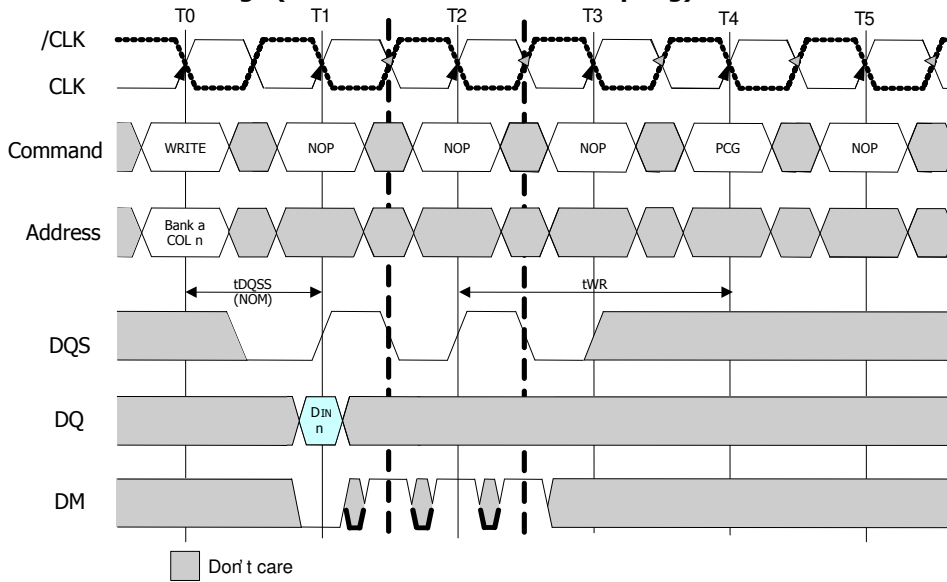 T0 T1 T2 T3 T4 T5
/CLK
CLK
Command WRITE NOP NOP NOP PCG NOP
Address Bank a
COL n
tDQSS
(NOM)
tWR
DQS
DQ DIN
n
DM
Don't care